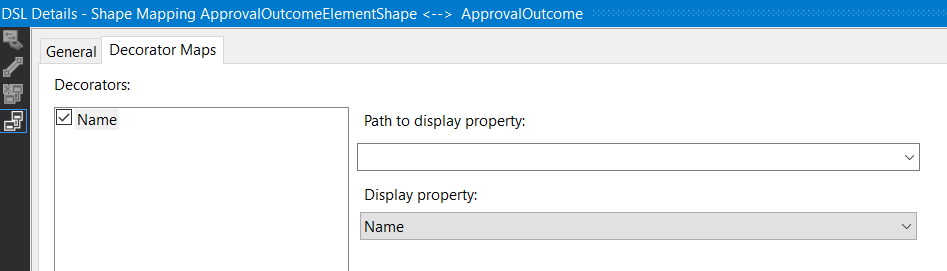 DSL Details - Shape Mapping ApprovalOutcomeElementShape <--> ApprovalOutcome
General
Decorator Maps
Decorators:
Name
Path to display property:
Display property:
Name